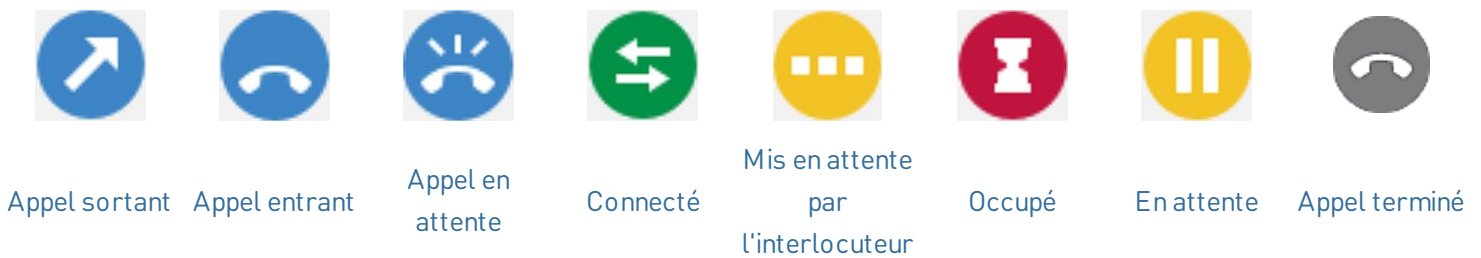 Appel sortant
Appel entrant
Appel en
attente
Connecté
Mis en attente
par
l'interlocuteur
Occupé
En attente
Appel terminé